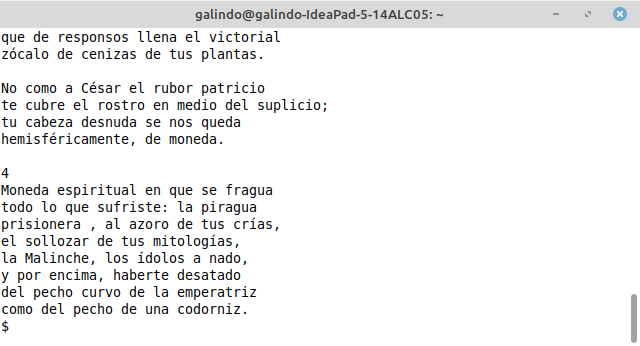 galindo@galindo-IdeaPad-5-14ALC05: ~
que de responsos llena el victorial
zócalo de cenizas de tus plantas.

No como a César el rubor patricio
te cubre el rostro en medio del suplicio;
tu cabeza desnuda se nos queda
hemisféricamente, de moneda.

4
Moneda espiritual en que se fragua
todo lo que sufriste: la piragua
prisionera , al azoro de tus crías,
el sollozar de tus mitologías,
la Malinche, los ídolos a nado,
y por encima, haberte desatado
del pecho curvo de la emperatriz
como del pecho de una codorniz.
$